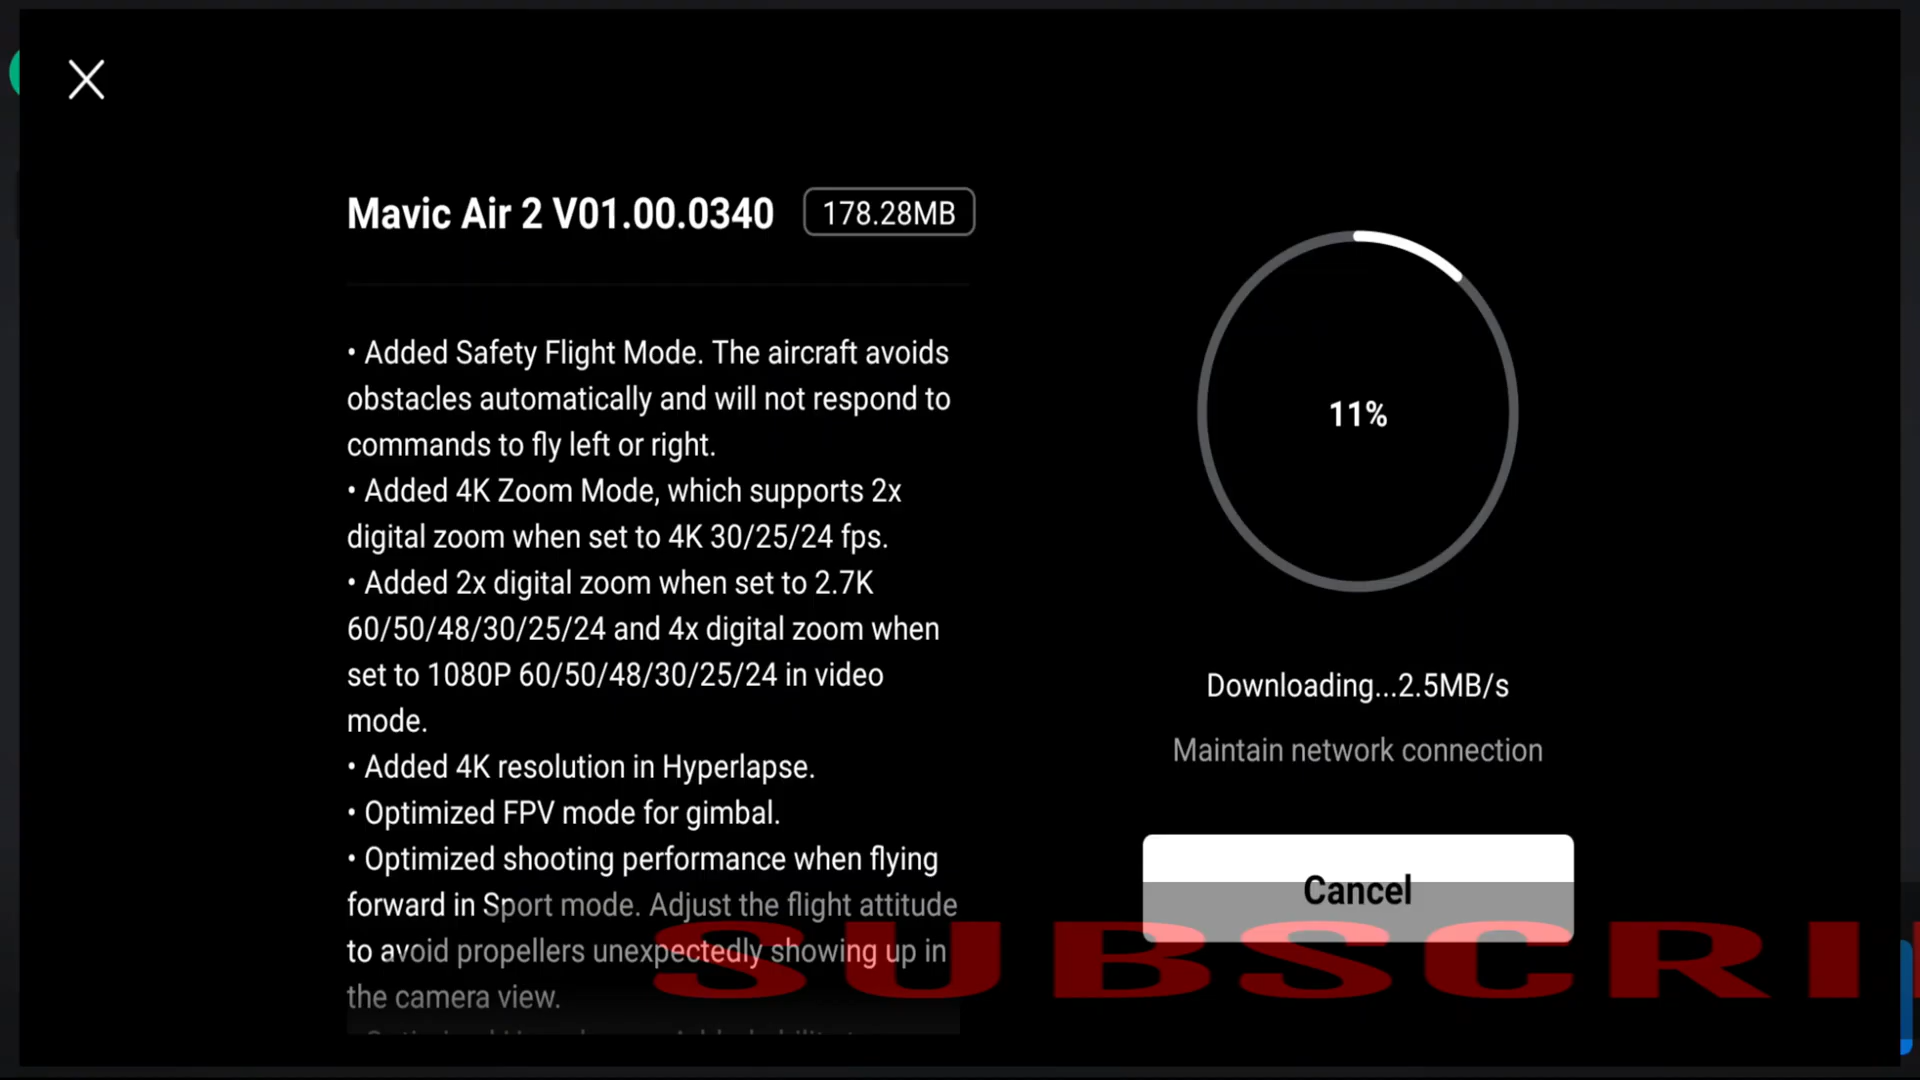 Mavic Air 2 V01.00.0340 178.28MB
• Added Safety Flight Mode. The aircraft avoids
obstacles automatically and will not respond to
commands to fly left or right.
• Added 4K Zoom Mode, which supports 2x
digital zoom when set to 4K 30/25/24 fps.
• Added 2x digital zoom when set to 2.7K
60/50/48/30/25/24 and 4x digital zoom when
set to 1080P 60/50/48/30/25/24 in video
mode.
• Added 4K resolution in Hyperlapse.
• Optimized FPV mode for gimbal.
• Optimized shooting performance when flying
forward in Sport mode. Adjust the flight attitude
to avoid propellers unexpectedly showing up in
the camera view.
11%
Downloading...2.5MB/s
Maintain network connection
Cancel
SUBSCRI